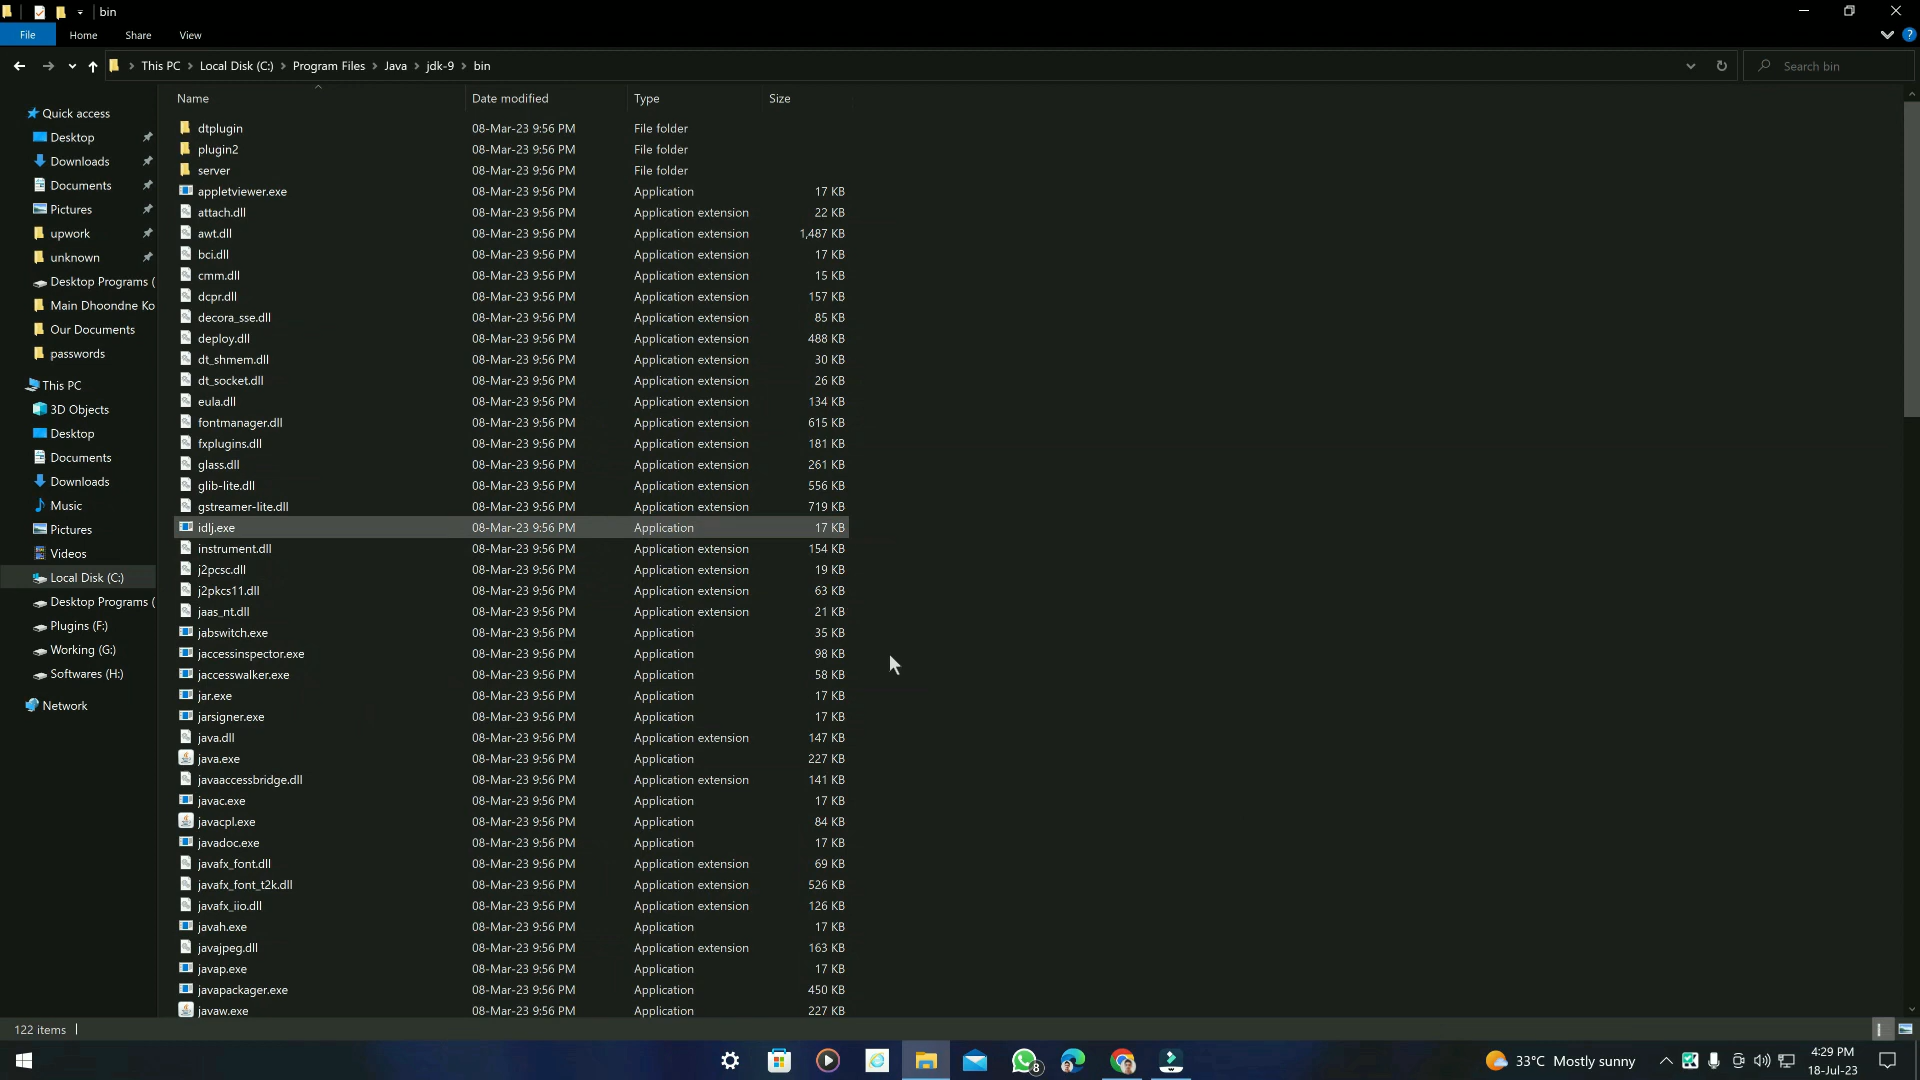 bin
File Home Share View
This PC Local Disk (C:) Program Files Java jdk-9 bin
Search bin
Quick access
Desktop
Downloads
Documents
Pictures
upwork
unknown
Desktop Programs (
Main Dhoondne Ko
Our Documents
passwords
This PC
3D Objects
Desktop
Documents
Downloads
Music
Pictures
Videos
Local Disk (C:)
Desktop Programs (
Plugins (F:)
Working (G:)
Softwares (H:)
Network
Name Date modified Type Size
dtplugin 08-Mar-23 9:56 PM File folder
plugin2 08-Mar-23 9:56 PM File folder
server 08-Mar-23 9:56 PM File folder
appletviewer.exe 08-Mar-23 9:56 PM Application 17 KB
attach.dll 08-Mar-23 9:56 PM Application extension 22 KB
awt.dll 08-Mar-23 9:56 PM Application extension 1,487 KB
bci.dll 08-Mar-23 9:56 PM Application extension 17 KB
cmm.dll 08-Mar-23 9:56 PM Application extension 15 KB
dcpr.dll 08-Mar-23 9:56 PM Application extension 157 KB
decora_sse.dll 08-Mar-23 9:56 PM Application extension 85 KB
deploy.dll 08-Mar-23 9:56 PM Application extension 488 KB
dt_shmem.dll 08-Mar-23 9:56 PM Application extension 30 KB
dt_socket.dll 08-Mar-23 9:56 PM Application extension 26 KB
eula.dll 08-Mar-23 9:56 PM Application extension 134 KB
fontmanager.dll 08-Mar-23 9:56 PM Application extension 615 KB
fxplugins.dll 08-Mar-23 9:56 PM Application extension 181 KB
glass.dll 08-Mar-23 9:56 PM Application extension 261 KB
glib-lite.dll 08-Mar-23 9:56 PM Application extension 556 KB
gstreamer-lite.dll 08-Mar-23 9:56 PM Application extension 719 KB
idlj.exe 08-Mar-23 9:56 PM Application 17 KB
instrument.dll 08-Mar-23 9:56 PM Application extension 154 KB
j2pcsc.dll 08-Mar-23 9:56 PM Application extension 19 KB
j2pkcs11.dll 08-Mar-23 9:56 PM Application extension 63 KB
jaas_nt.dll 08-Mar-23 9:56 PM Application extension 21 KB
jabswitch.exe 08-Mar-23 9:56 PM Application 35 KB
jaccessinspector.exe 08-Mar-23 9:56 PM Application 98 KB
jaccesswalker.exe 08-Mar-23 9:56 PM Application 58 KB
jar.exe 08-Mar-23 9:56 PM Application 17 KB
jarsigner.exe 08-Mar-23 9:56 PM Application 17 KB
java.dll 08-Mar-23 9:56 PM Application extension 147 KB
java.exe 08-Mar-23 9:56 PM Application 227 KB
javaaccessbridge.dll 08-Mar-23 9:56 PM Application extension 141 KB
javac.exe 08-Mar-23 9:56 PM Application 17 KB
javacpl.exe 08-Mar-23 9:56 PM Application 84 KB
javadoc.exe 08-Mar-23 9:56 PM Application 17 KB
javafx_font.dll 08-Mar-23 9:56 PM Application extension 69 KB
javafx_font_t2k.dll 08-Mar-23 9:56 PM Application extension 526 KB
javafx_iio.dll 08-Mar-23 9:56 PM Application extension 126 KB
javah.exe 08-Mar-23 9:56 PM Application 17 KB
javajpeg.dll 08-Mar-23 9:56 PM Application extension 163 KB
javap.exe 08-Mar-23 9:56 PM Application 17 KB
javapackager.exe 08-Mar-23 9:56 PM Application 450 KB
javaw.exe 08-Mar-23 9:56 PM Application 227 KB
122 items
8
33°C Mostly sunny
4:29 PM
18-Jul-23